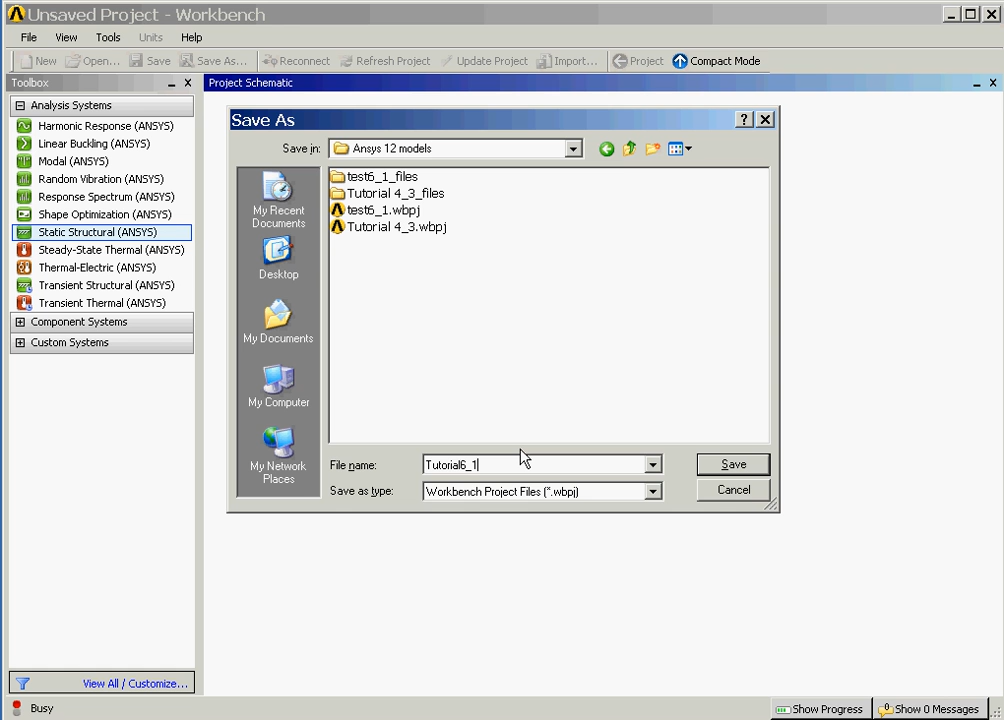 Unsaved Project - Workbench
File View Tools Units Help
New Open... Save Save As... Reconnect Refresh Project Update Project Import... Project Compact Mode
Toolbox
Project Schematic
Analysis Systems
Harmonic Response (ANSYS)
Linear Buckling (ANSYS)
Modal (ANSYS)
Random Vibration (ANSYS)
Response Spectrum (ANSYS)
Shape Optimization (ANSYS)
Static Structural (ANSYS)
Steady-State Thermal (ANSYS)
Thermal-Electric (ANSYS)
Transient Structural (ANSYS)
Transient Thermal (ANSYS)
Component Systems
Custom Systems
View All / Customize...
Save As
Save in: Ansys 12 models
My Recent Documents
Desktop
My Documents
My Computer
My Network Places
test6_1_files
Tutorial 4_3_files
test6_1.wbpj
Tutorial 4_3.wbpj
File name: Tutorial6_1
Save
Save as type: Workbench Project Files (*.wbpj)
Cancel
Busy
Show Progress
Show 0 Messages